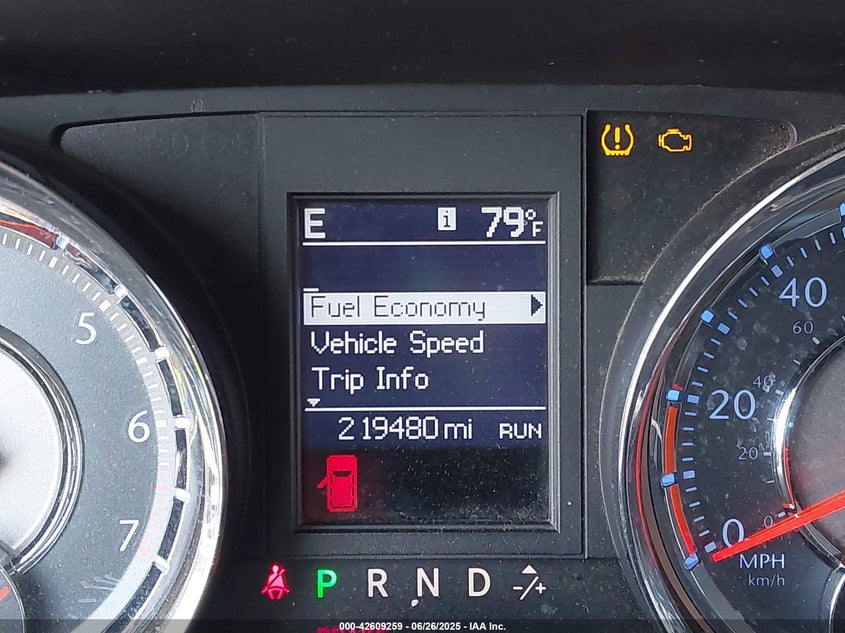 E i 79°F
Fuel Economy
Vehicle Speed
Trip Info
219480 mi RUN
P R N D -/+
5
6
7
40
60
20
40
20
0
0
MPH
km/h
000-42609259 - 06/26/2025 - IAA Inc.